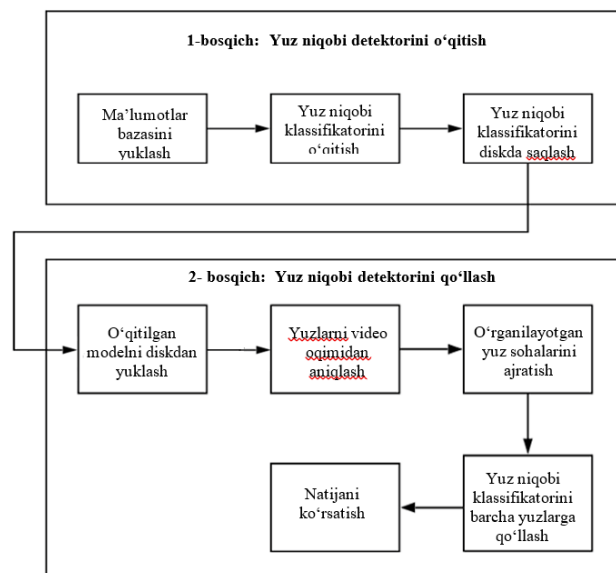 1-bosqich: Yuz niqobi detektorini o‘qitish
Ma’lumotlar
bazasini
yuklash
Yuz niqobi
klassifikatorini
o‘qitish
Yuz niqobi
klassifikatorini
diskda saqlash
2- bosqich: Yuz niqobi detektorini qo‘llash
O‘qitilgan
modelni diskdan
yuklash
Yuzlarni video
oqimidan
aniqlash
O‘rganilayotgan
yuz sohalarini
ajratish
Yuz niqobi
klassifikatorini
barcha yuzlarga
qo‘llash
Natijani
ko‘rsatish